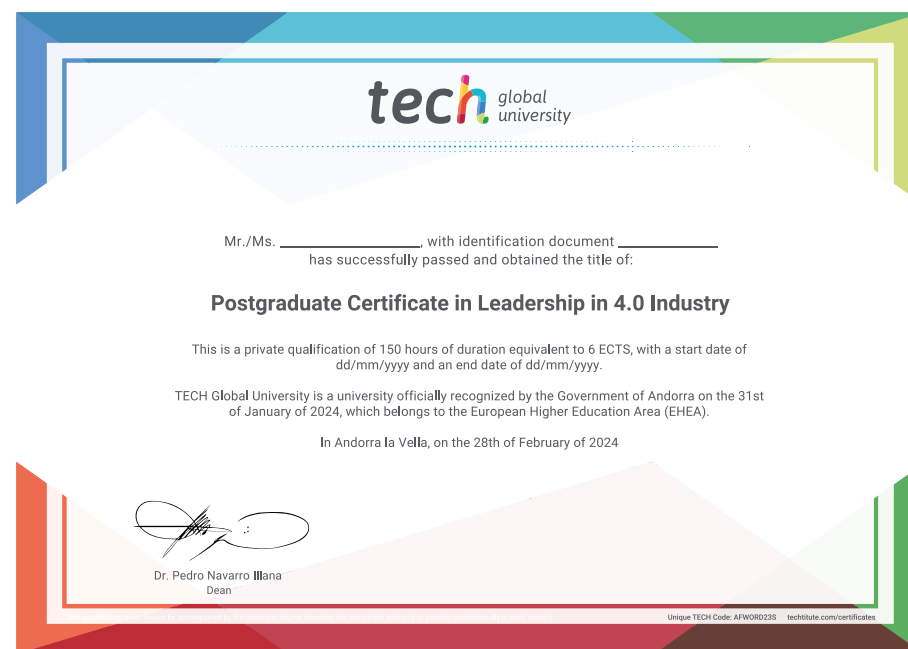 tech global
university
Mr./Ms. ____________, with identification document ____________
has successfully passed and obtained the title of:
Postgraduate Certificate in Leadership in 4.0 Industry
This is a private qualification of 150 hours of duration equivalent to 6 ECTS, with a start date of
dd/mm/yyyy and an end date of dd/mm/yyyy.
TECH Global University is a university officially recognized by the Government of Andorra on the 31st
of January of 2024, which belongs to the European Higher Education Area (EHEA).
In Andorra la Vella, on the 28th of February of 2024
Dr. Pedro Navarro Illana
Dean
Unique TECH Code: AFWORD23S techtitute.com/certificates